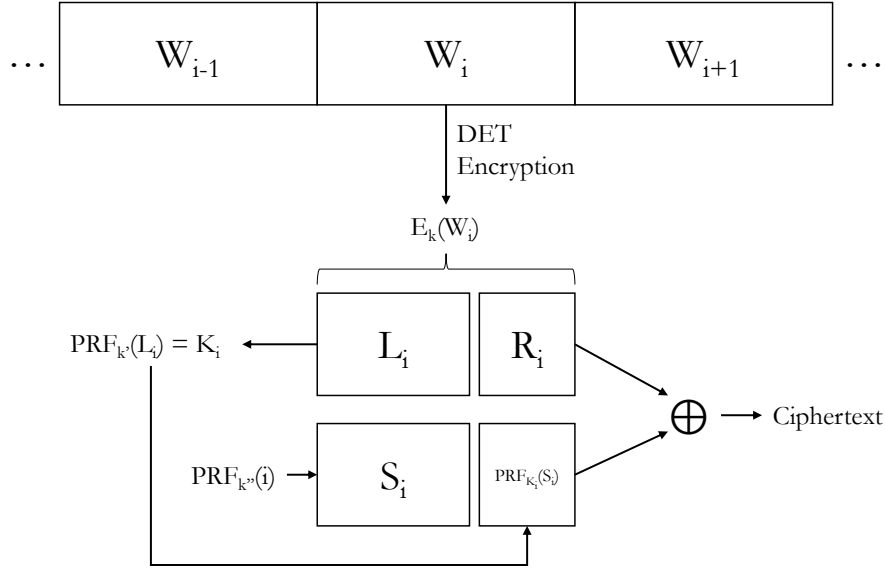 … W_{i-1} W_i W_{i+1} …
DET
Encryption
E_k(W_i)
PRF_{k'}(L_i) = K_i L_i R_i
⊕ Ciphertext
PRF_{k''}(i) S_i PRF_{K_i}(S_i)